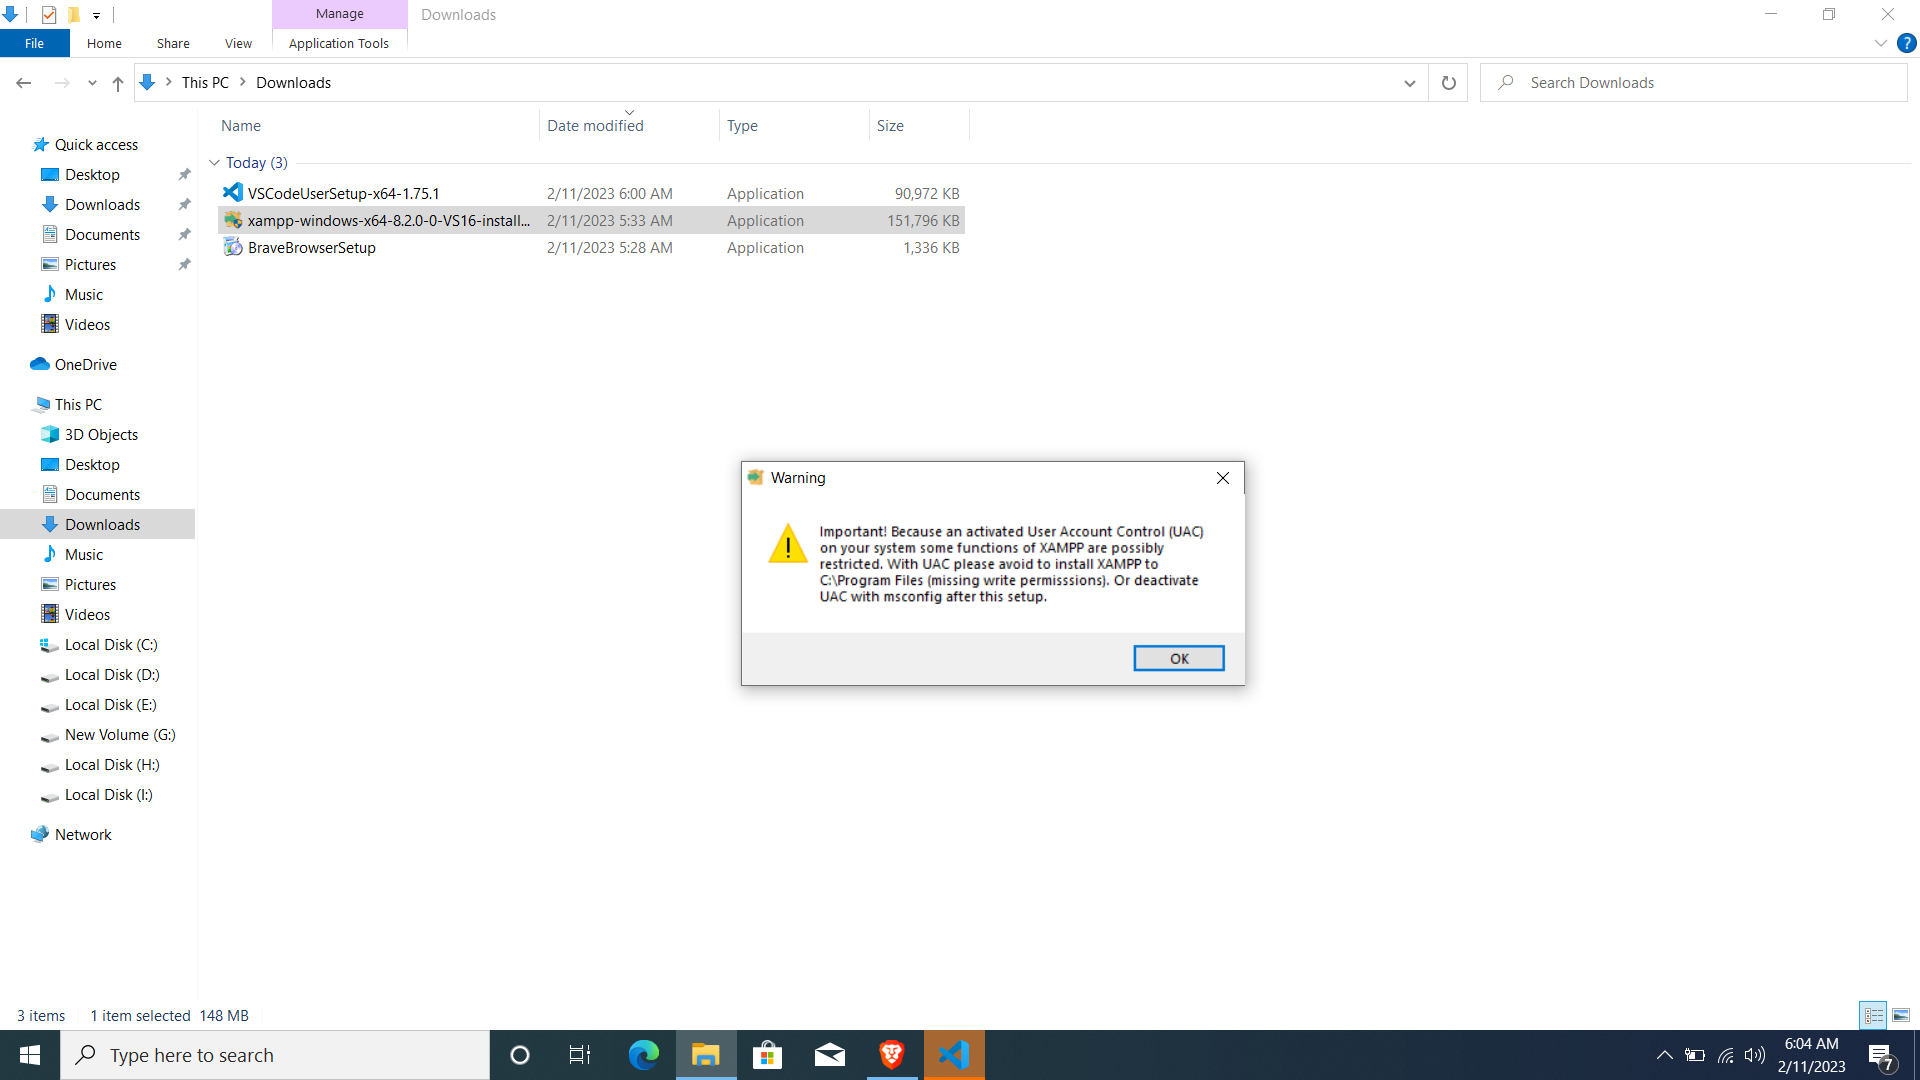 Manage
Downloads
File
Home
Share
View
Application Tools
This PC
Downloads
Search Downloads
Name
Date modified
Type
Size
Today (3)
VSCodeUserSetup-x64-1.75.1
2/11/2023 6:00 AM
Application
90,972 KB
xampp-windows-x64-8.2.0-0-VS16-install...
2/11/2023 5:33 AM
Application
151,796 KB
BraveBrowserSetup
2/11/2023 5:28 AM
Application
1,336 KB
Quick access
Desktop
Downloads
Documents
Pictures
Music
Videos
OneDrive
This PC
3D Objects
Desktop
Documents
Downloads
Music
Pictures
Videos
Local Disk (C:)
Local Disk (D:)
Local Disk (E:)
New Volume (G:)
Local Disk (H:)
Local Disk (I:)
Network
Warning
Important! Because an activated User Account Control (UAC)
on your system some functions of XAMPP are possibly
restricted. With UAC please avoid to install XAMPP to
C:\Program Files (missing write permisssions). Or deactivate
UAC with msconfig after this setup.
OK
3 items
1 item selected 148 MB
Type here to search
6:04 AM
2/11/2023
7